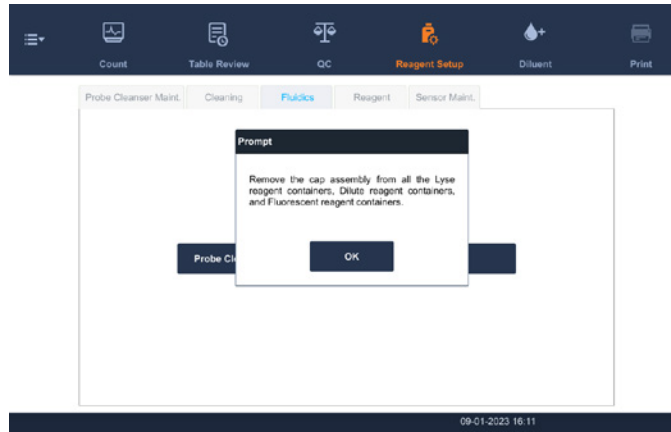 Count Table Review QC Reagent Setup Diluent Print
Probe Cleanser Maint. Cleaning Fluidics Reagent Sensor Maint.
Prompt
Remove the cap assembly from all the Lyse
reagent containers, Dilute reagent containers,
and Fluorescent reagent containers.
Probe Cl
OK
09-01-2023 16:11